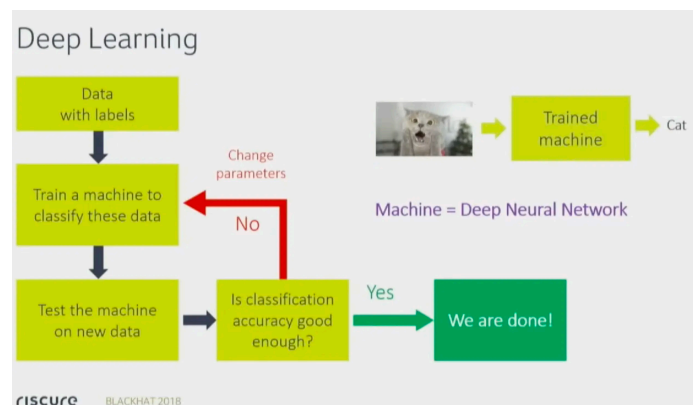 Deep Learning
Data
with labels
Train a machine to
classify these data
Test the machine
on new data
Change
parameters
No
Is classification
accuracy good
enough?
Yes
We are done!
Trained
machine
Cat
Machine = Deep Neural Network
riscure
BLACKHAT 2018